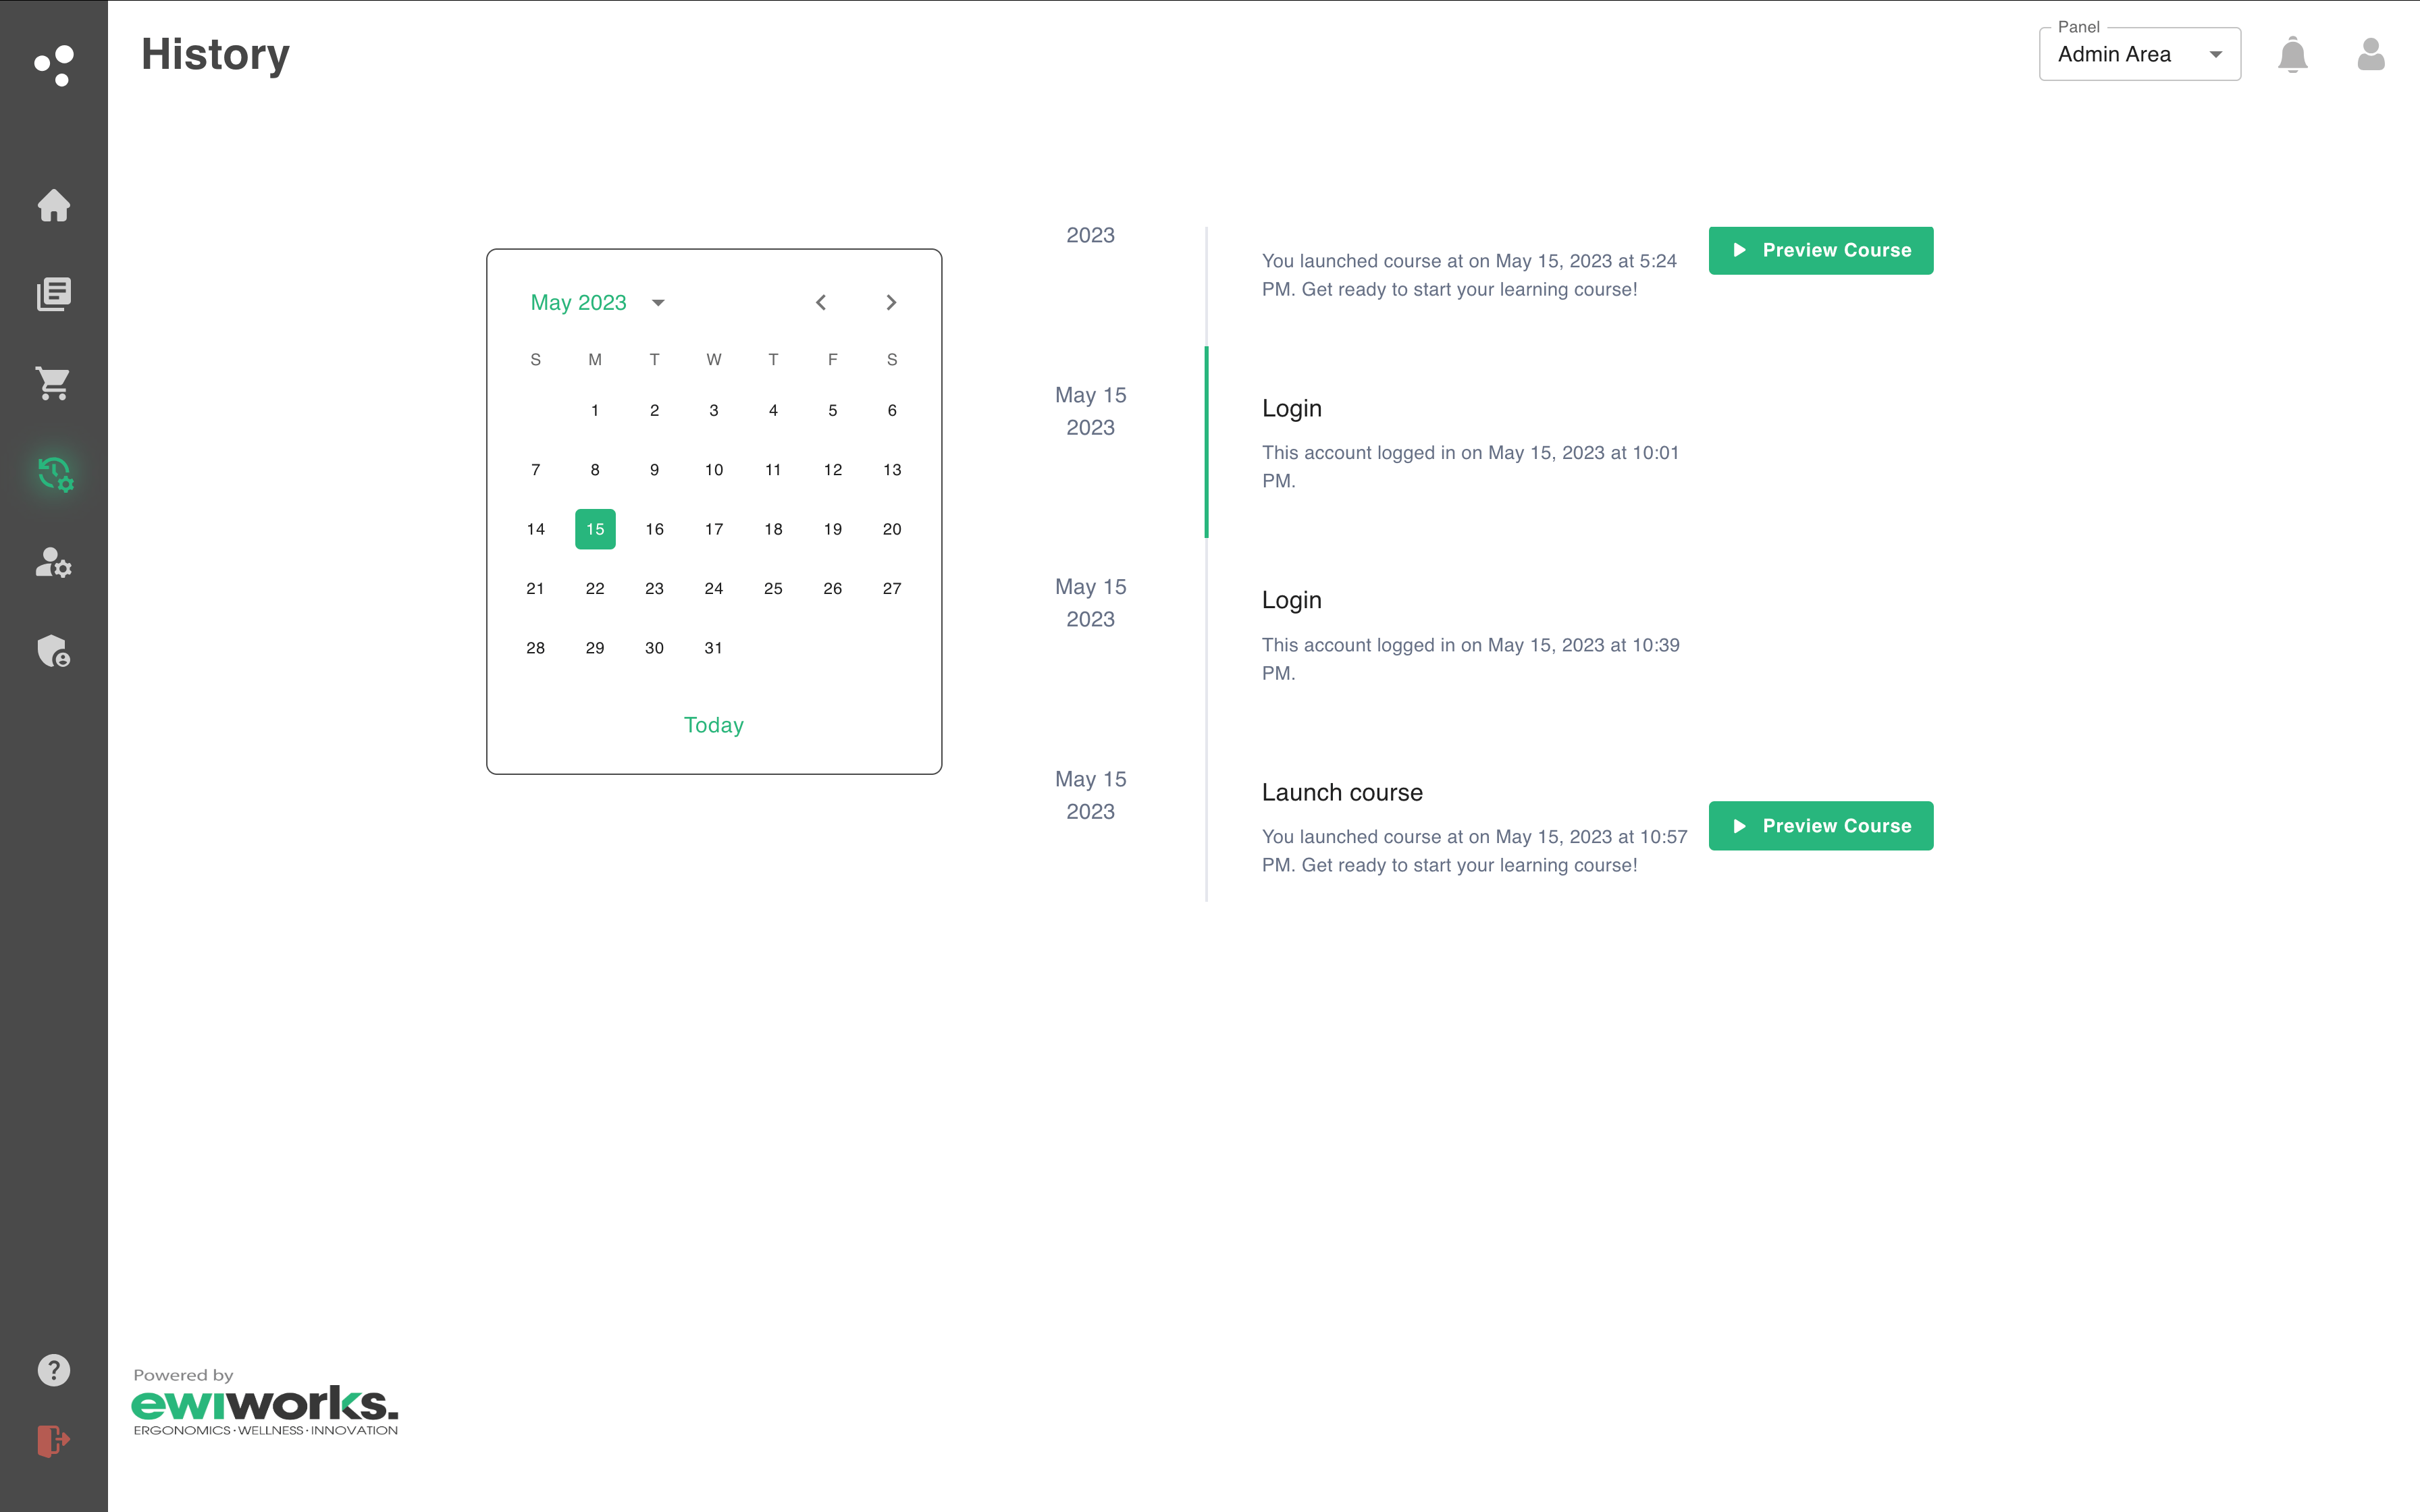 History
Panel
Admin Area
May 2023
S M T W T F S
1 2 3 4 5 6
7 8 9 10 11 12 13
14 15 16 17 18 19 20
21 22 23 24 25 26 27
28 29 30 31
Today
2023
You launched course at on May 15, 2023 at 5:24
PM. Get ready to start your learning course!
Preview Course
May 15
2023
Login
This account logged in on May 15, 2023 at 10:01
PM.
May 15
2023
Login
This account logged in on May 15, 2023 at 10:39
PM.
May 15
2023
Launch course
You launched course at on May 15, 2023 at 10:57
PM. Get ready to start your learning course!
Preview Course
Powered by
ewiworks.
ERGONOMICS·WELLNESS·INNOVATION